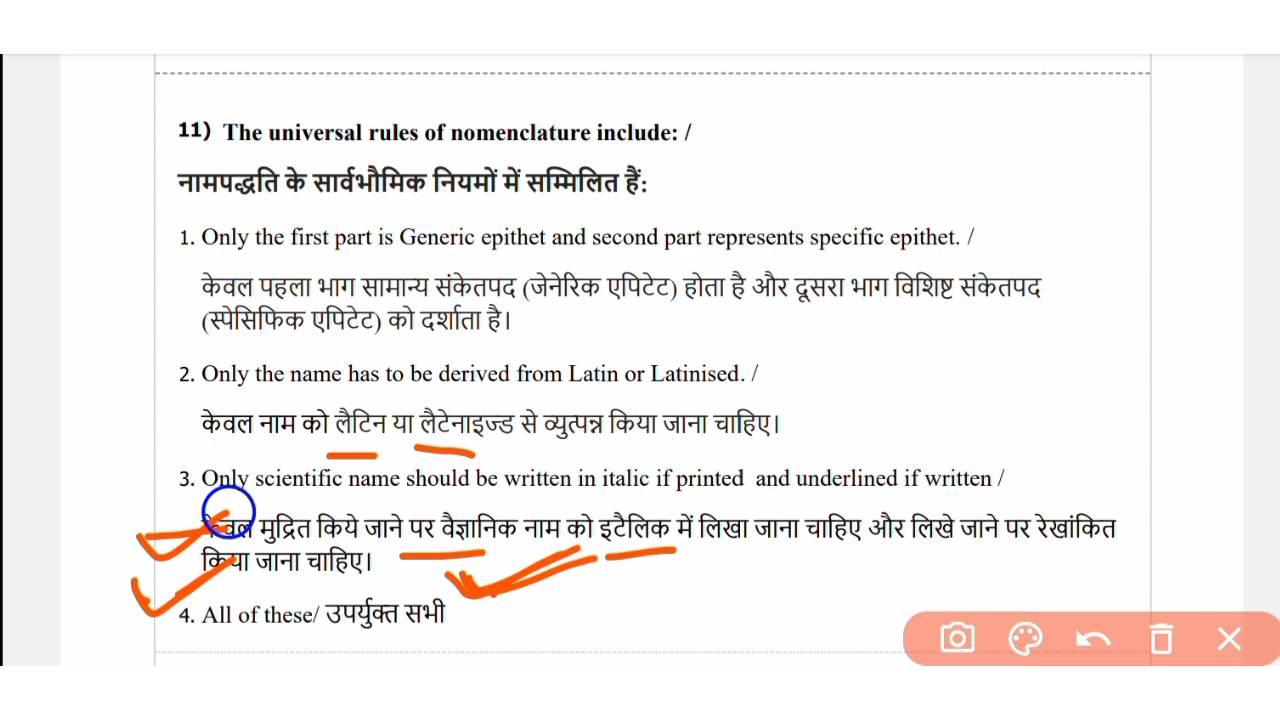 11) The universal rules of nomenclature include: /
नामपद्धति के सार्वभौमिक नियमों में सम्मिलित हैं:
1. Only the first part is Generic epithet and second part represents specific epithet. /
केवल पहला भाग सामान्य संकेतपद (जेनेरिक एपिटेट) होता है और दूसरा भाग विशिष्ट संकेतपद
(स्पेसिफिक एपिटेट) को दर्शाता है।
2. Only the name has to be derived from Latin or Latinised. /
केवल नाम को लैटिन या लैटेनाइज्ड से व्युत्पन्न किया जाना चाहिए।
3. Only scientific name should be written in italic if printed and underlined if written /
केवल मुद्रित किये जाने पर वैज्ञानिक नाम को इटैलिक में लिखा जाना चाहिए और लिखे जाने पर रेखांकित
किया जाना चाहिए।
4. All of these/ उपर्युक्त सभी